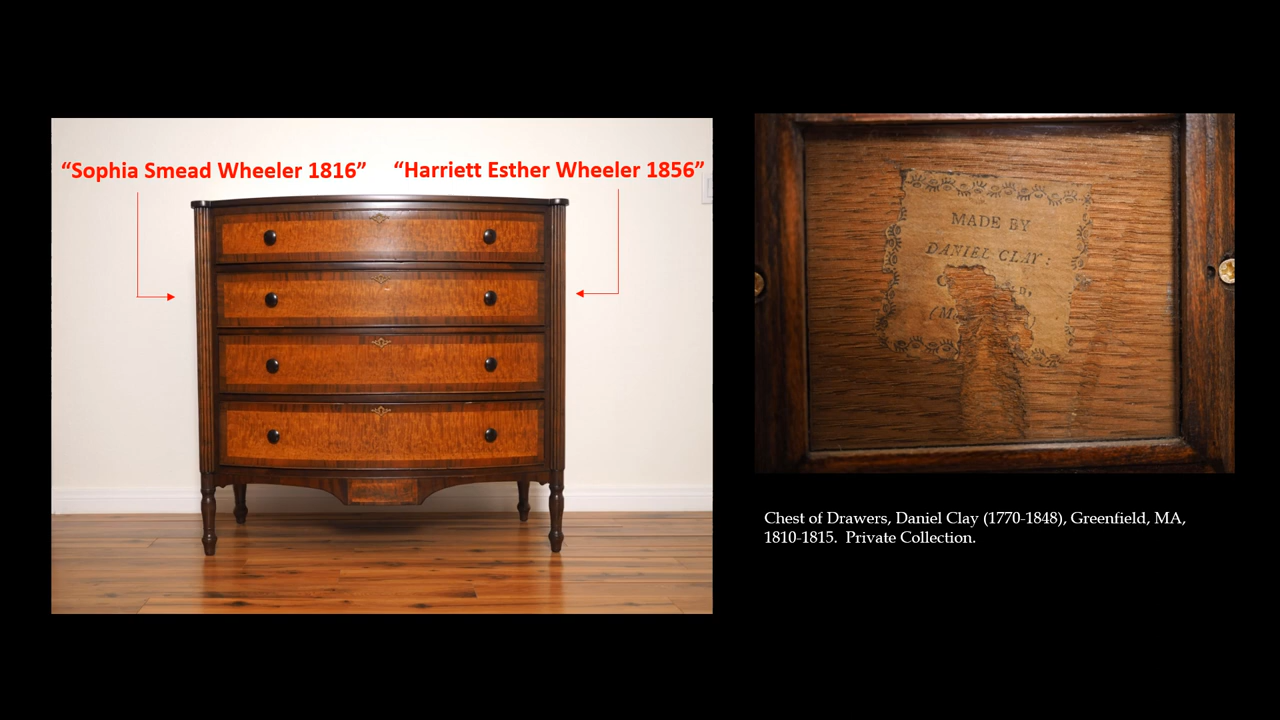 “Sophia Smead Wheeler 1816” “Harriett Esther Wheeler 1856”
MADE BY
DANIEL CLAY:
Chest of Drawers, Daniel Clay (1770-1848), Greenfield, MA,
1810-1815. Private Collection.